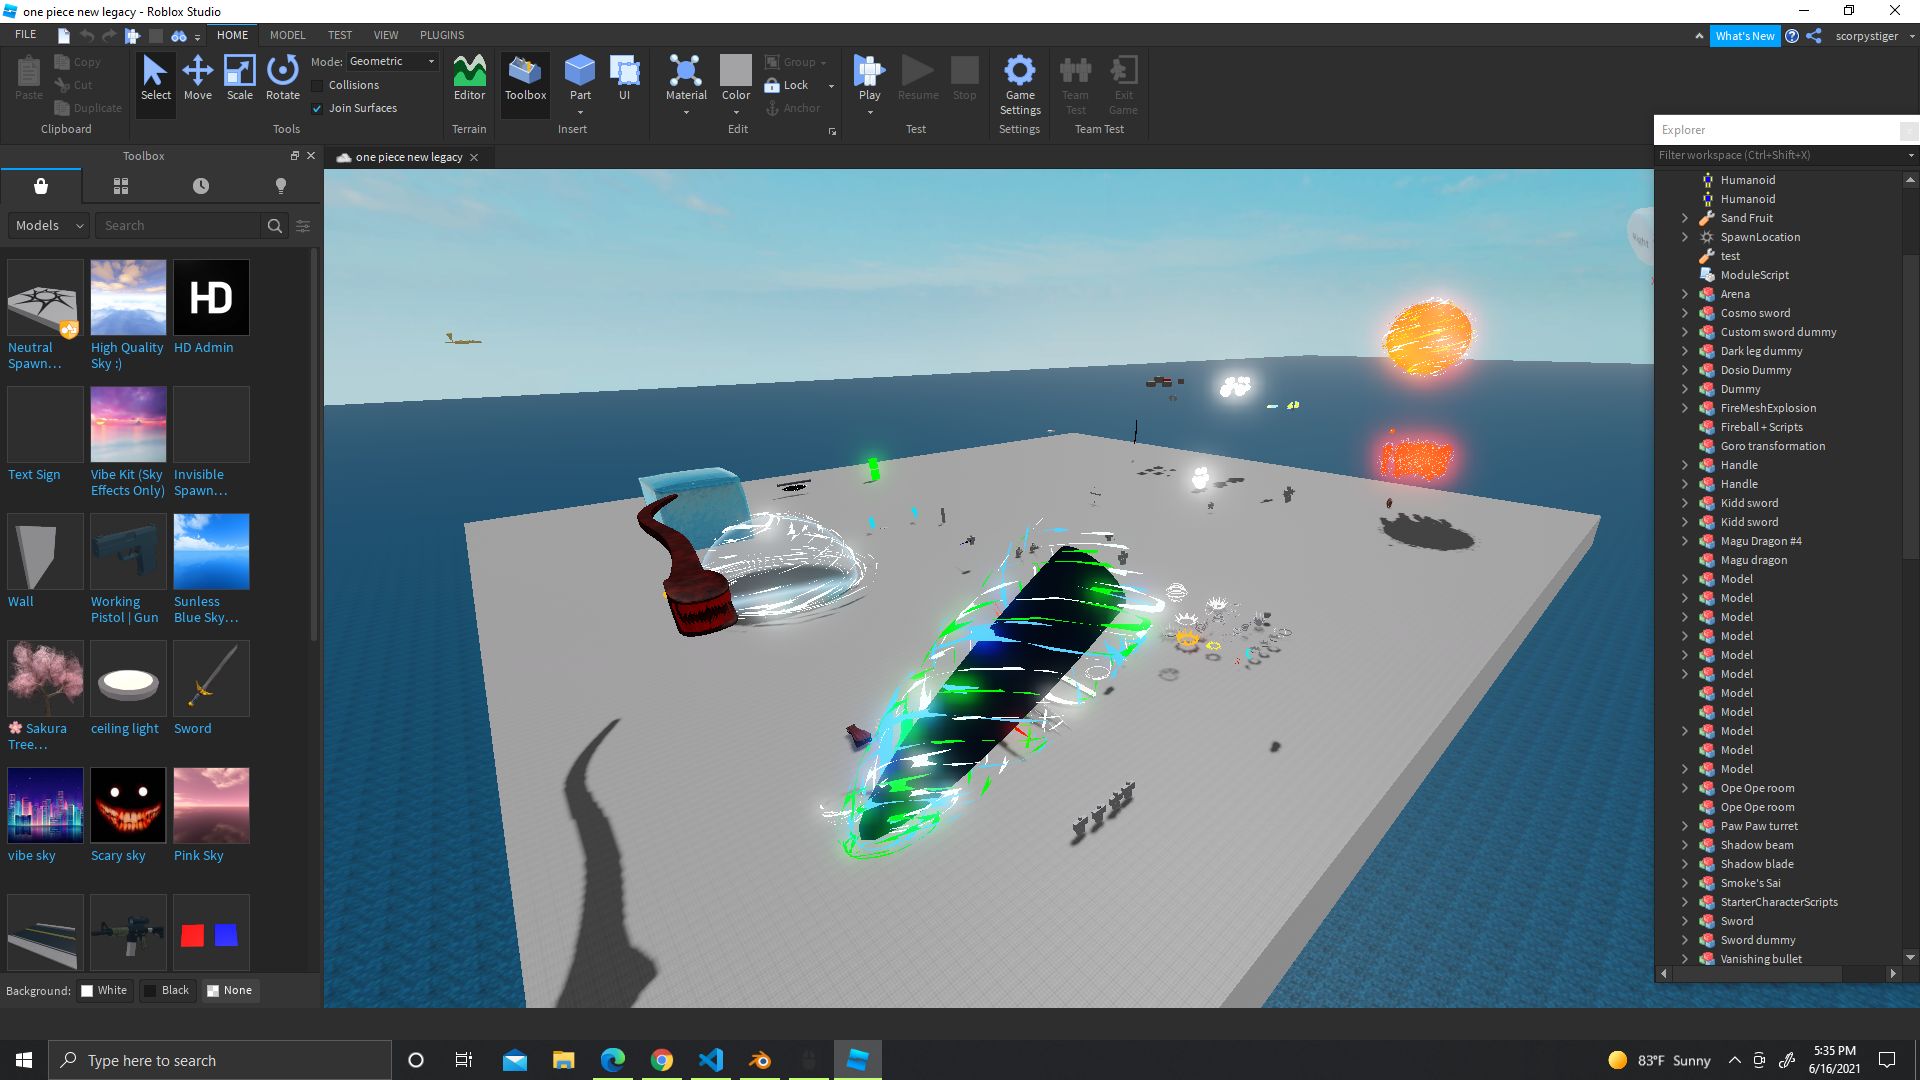 one piece new legacy - Roblox Studio
FILE
HOME
MODEL
TEST
VIEW
PLUGINS
What's New
scorpystiger
Paste
Copy
Cut
Duplicate
Clipboard
Select
Move
Scale
Rotate
Mode: Geometric
Collisions
Join Surfaces
Tools
Editor
Terrain
Toolbox
Part
UI
Insert
Material
Color
Group
Lock
Anchor
Edit
Play
Resume
Stop
Test
Game
Settings
Settings
Team
Test
Exit
Game
Team Test
Toolbox
one piece new legacy
Models
Search
Neutral
Spawn...
High Quality
Sky :)
HD
HD Admin
Text Sign
Vibe Kit (Sky
Effects Only)
Invisible
Spawn...
Wall
Working
Pistol | Gun
Sunless
Blue Sky...
🌸 Sakura
Tree...
ceiling light
Sword
vibe sky
Scary sky
Pink Sky
Background:
White
Black
None
Right
Explorer
Filter workspace (Ctrl+Shift+X)
Humanoid
Humanoid
Sand Fruit
SpawnLocation
test
ModuleScript
Arena
Cosmo sword
Custom sword dummy
Dark leg dummy
Dosio Dummy
Dummy
FireMeshExplosion
Fireball + Scripts
Goro transformation
Handle
Handle
Kidd sword
Kidd sword
Magu Dragon #4
Magu dragon
Model
Model
Model
Model
Model
Model
Model
Model
Model
Model
Model
Ope Ope room
Ope Ope room
Paw Paw turret
Shadow beam
Shadow blade
Smoke's Sai
StarterCharacterScripts
Sword
Sword dummy
Vanishing bullet
Type here to search
83°F Sunny
5:35 PM
6/16/2021